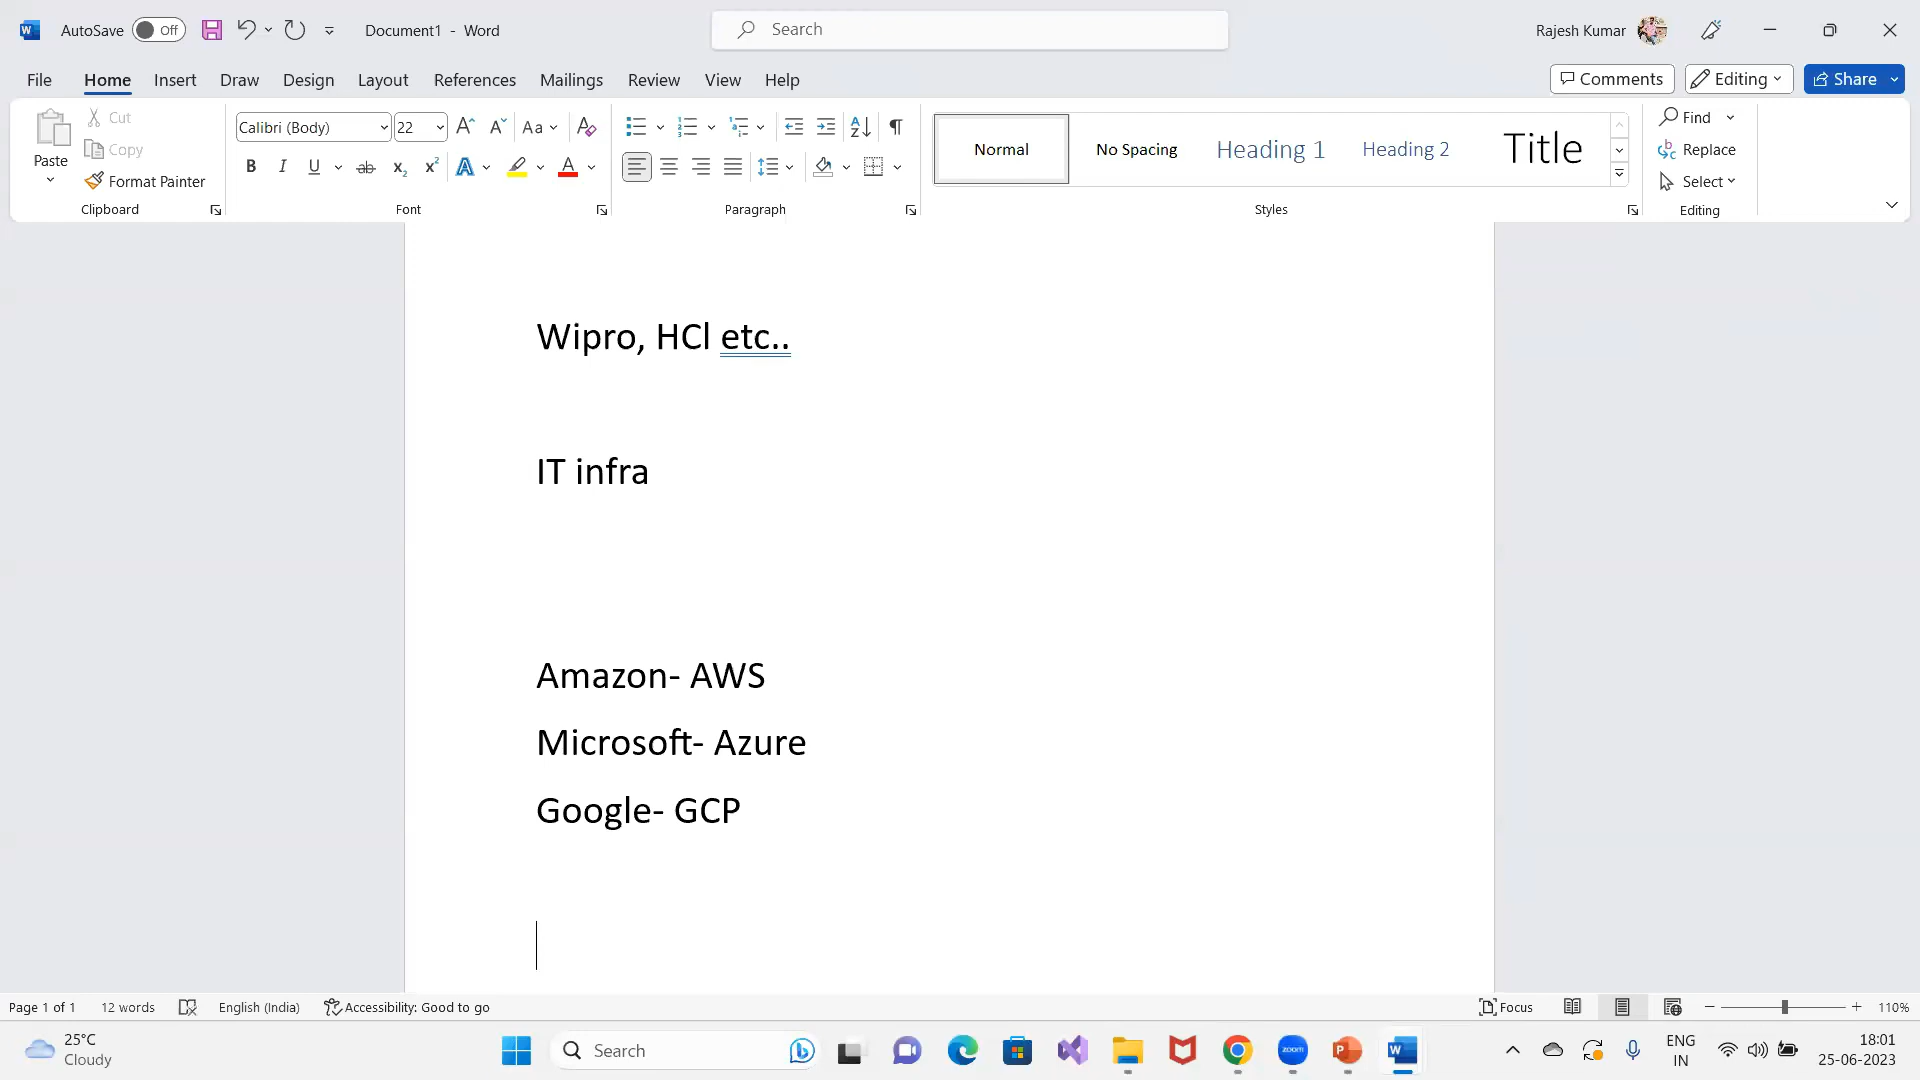 AutoSave Off Document1 - Word Search Rajesh Kumar
File Home Insert Draw Design Layout References Mailings Review View Help Comments Editing Share
Paste Cut Copy Format Painter Clipboard
Calibri (Body) 22 Aa
B I U ab x₂ x² A A
Font
Paragraph
Normal No Spacing Heading 1 Heading 2 Title
Styles
Find
Replace
Select
Editing
Wipro, HCl etc..
IT infra
Amazon- AWS
Microsoft- Azure
Google- GCP
Page 1 of 1 12 words English (India) Accessibility: Good to go Focus 110%
25°C
Cloudy
Search
zoom
ENG
IN
18:01
25-06-2023